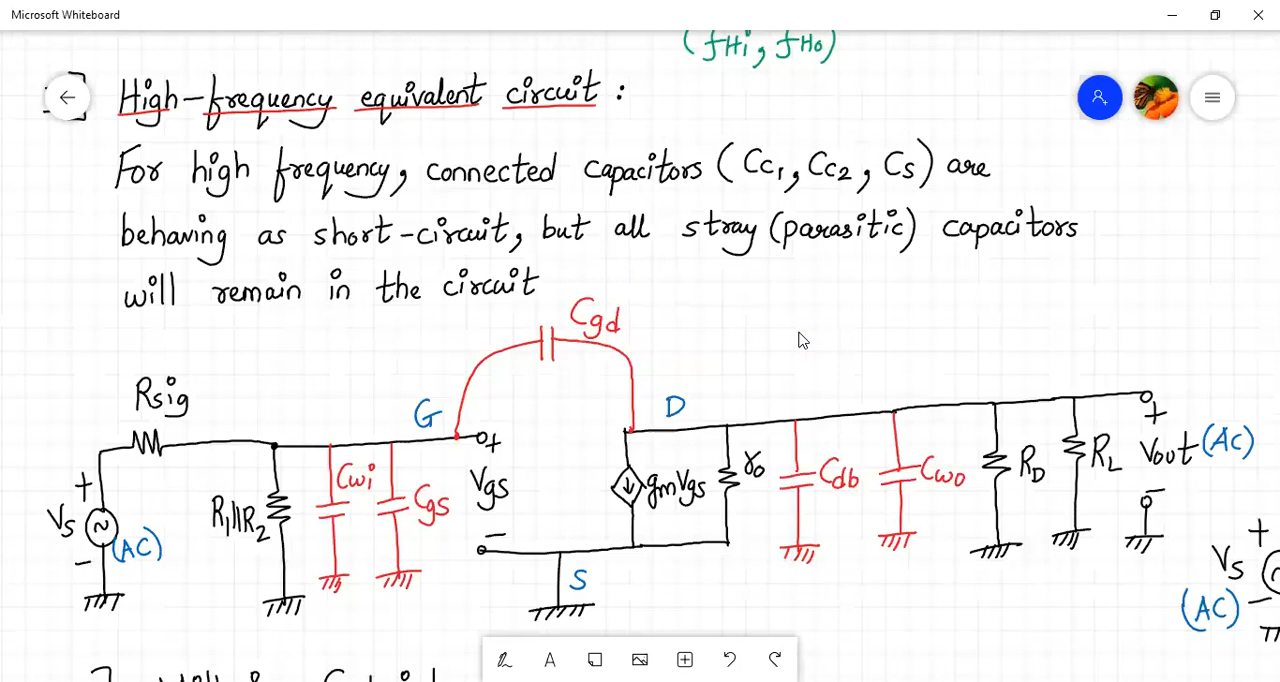 Microsoft Whiteboard
(fHi, fHo)
High-frequency equivalent circuit :
For high frequency, connected capacitors (Cc1, Cc2, Cs) are
behaving as short-circuit, but all stray (parasitic) capacitors
will remain in the circuit
Cgd
Rsig
G
D
+
Vgs
-
R1||R2
Cwi
Cgs
gmVgs
ro
Cdb
Cwo
RD
RL
+
Vout (AC)
-
+
Vs
(AC)
-
S
+
Vs
(AC)
-